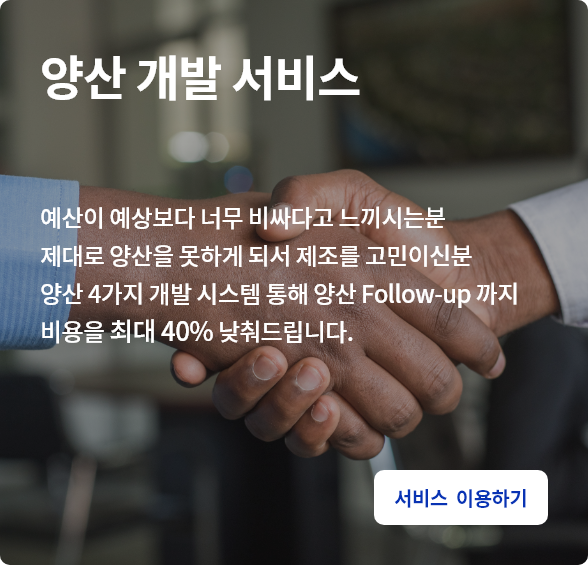 양산 개발 서비스
예산이 예상보다 너무 비싸다고 느끼시는분
제대로 양산을 못하게 되서 제조를 고민이신분
양산 4가지 개발 시스템 통해 양산 Follow-up 까지
비용을 최대 40% 낮춰드립니다.
서비스 이용하기